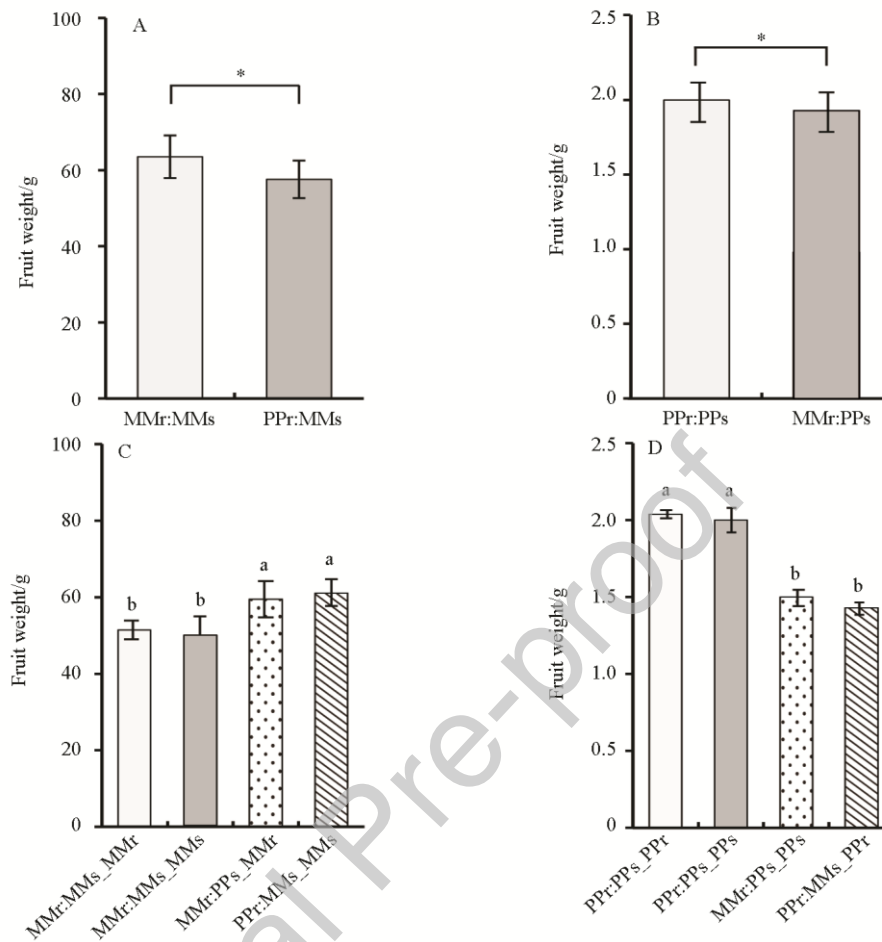 A
100
80
60
40
20
0
Fruit weight/g
*
MMr:MMs
PPr:MMs
B
2.5
2.0
1.5
1.0
0.5
0
Fruit weight/g
*
PPr:PPs
MMr:PPs
C
100
80
60
40
20
0
Fruit weight/g
b
b
a
a
MMr:MMs_MMr
MMr:MMs_MMs
MMr:PPs_MMr
PPr:MMs_MMs
D
2.5
2.0
1.5
1.0
0.5
0
Fruit weight/g
a
a
b
b
PPr:PPs_PPr
PPr:PPs_PPs
MMr:PPs_PPs
PPr:MMs_PPr
al Pre-proof